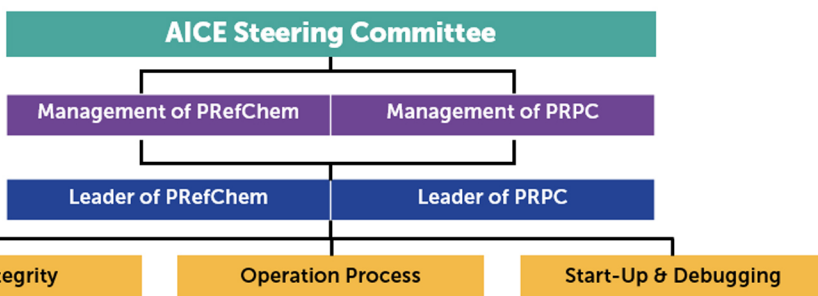 AICE Steering Committee
Management of PRefChem
Management of PRPC
Leader of PRefChem
Leader of PRPC
tegrity
Operation Process
Start-Up & Debugging